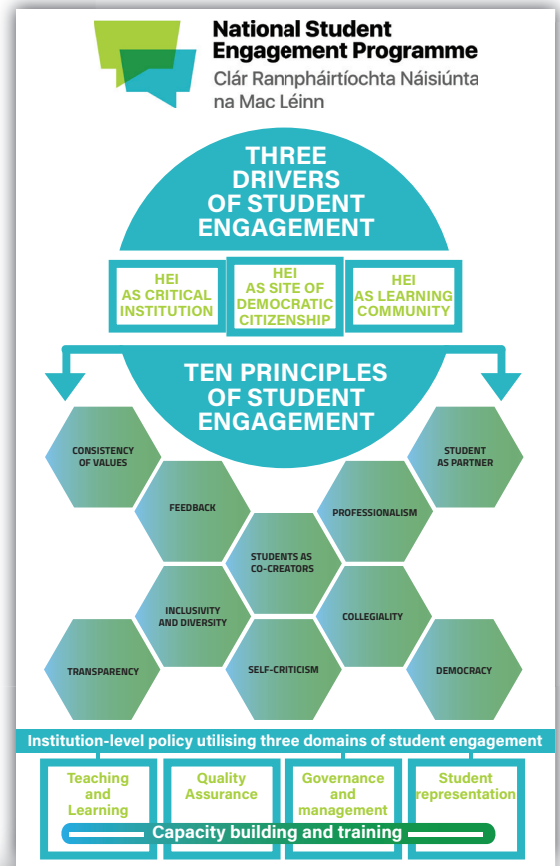 National Student
Engagement Programme
Clár Rannpháirtíochta Náisiúnta
na Mac Léinn
THREE
DRIVERS
OF STUDENT
ENGAGEMENT
HEI
AS CRITICAL
INSTITUTION
HEI
AS SITE OF
DEMOCRATIC
CITIZENSHIP
HEI
AS LEARNING
COMMUNITY
TEN PRINCIPLES
OF STUDENT
ENGAGEMENT
CONSISTENCY
OF VALUES
STUDENT
AS PARTNER
FEEDBACK
PROFESSIONALISM
STUDENTS AS
CO-CREATORS
INCLUSIVITY
AND DIVERSITY
COLLEGIALITY
TRANSPARENCY
SELF-CRITICISM
DEMOCRACY
Institution-level policy utilising three domains of student engagement
Teaching
and
Learning
Quality
Assurance
Governance
and
management
Student
representation
Capacity building and training